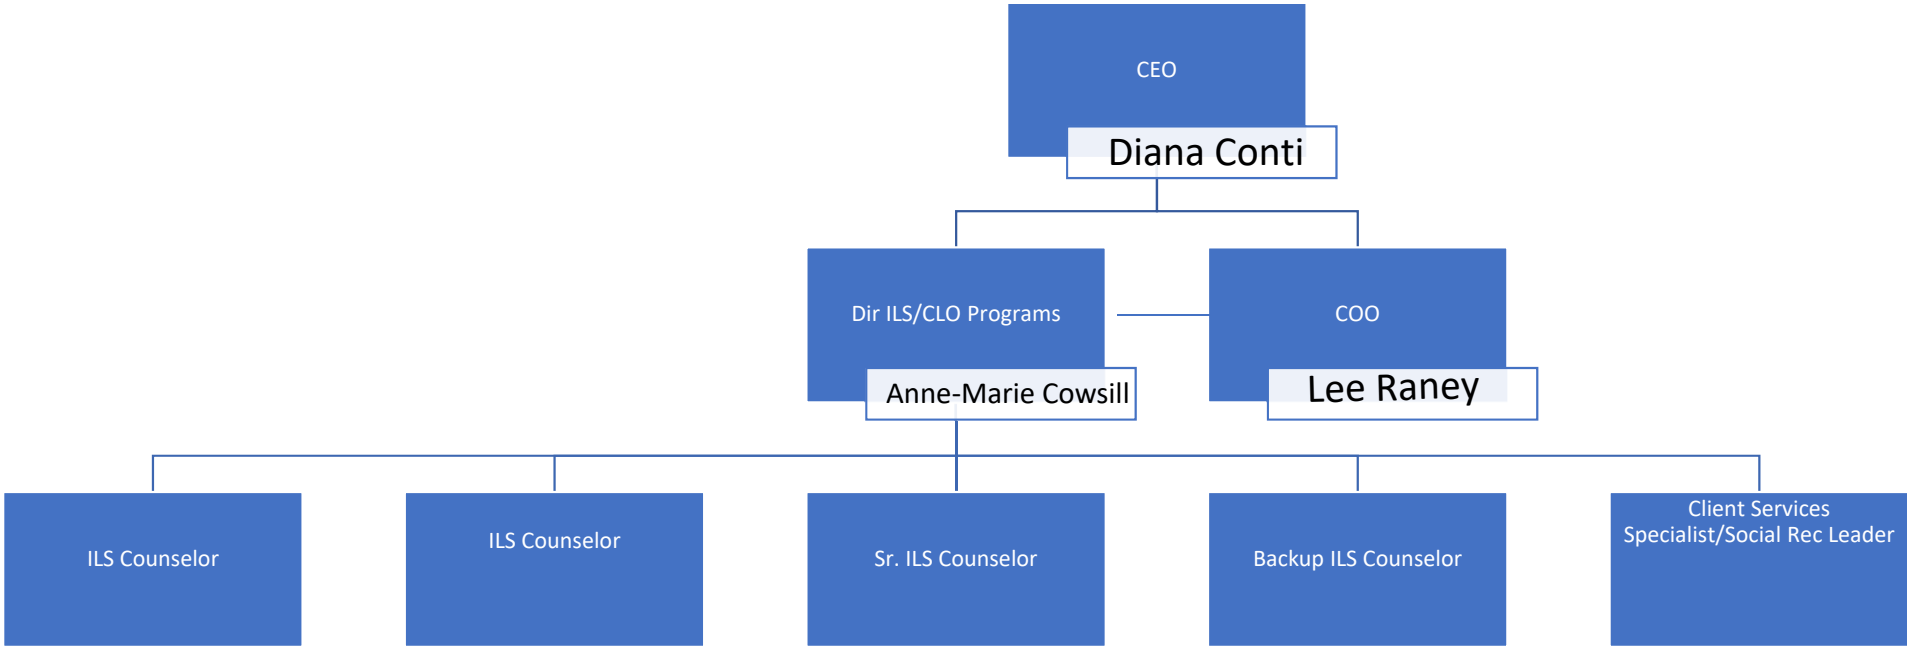 CEO
Diana Conti
Dir ILS/CLO Programs
COO
Anne-Marie Cowsill
Lee Raney
ILS Counselor
ILS Counselor
Sr. ILS Counselor
Backup ILS Counselor
Client Services
Specialist/Social Rec Leader